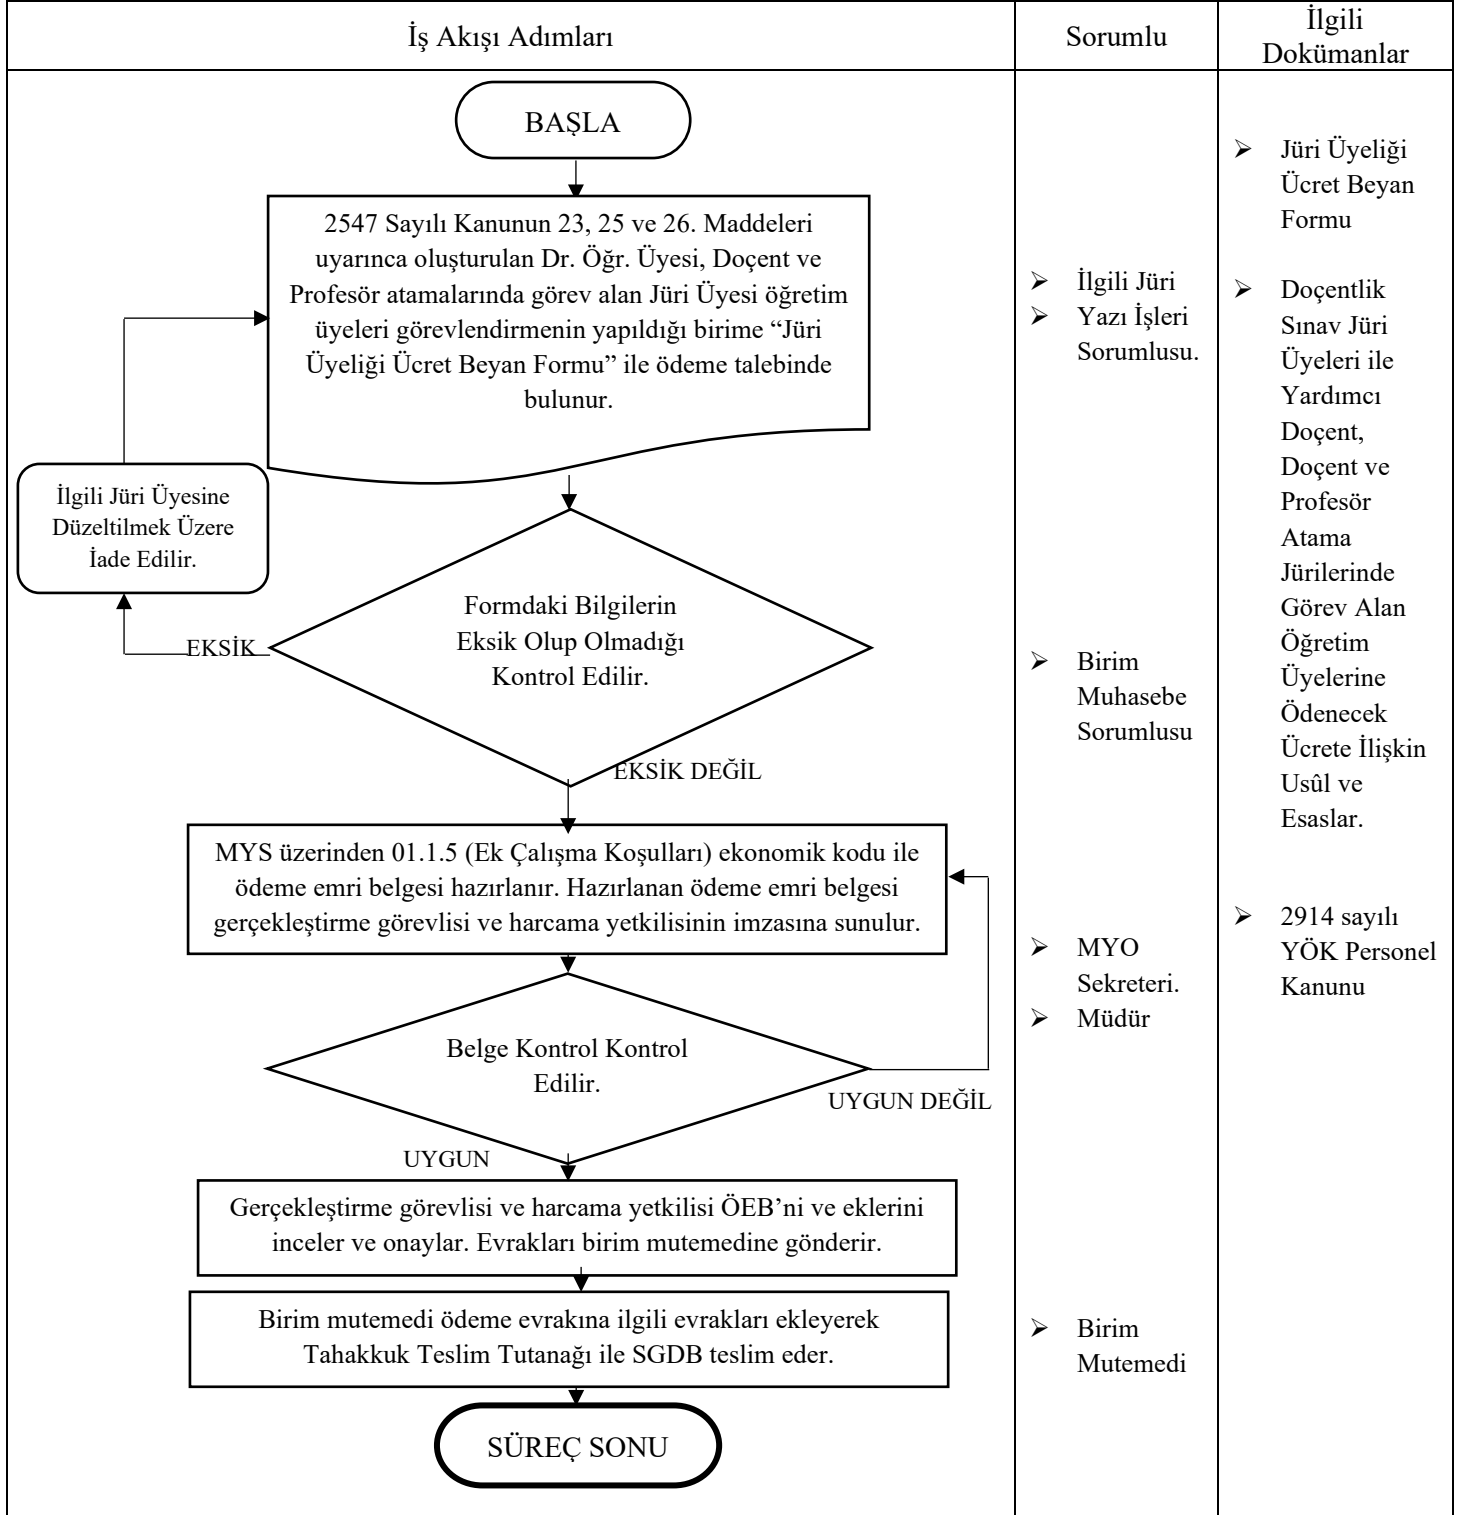 İş Akışı Adımları
Sorumlu
İlgili
Dokümanlar
BAŞLA
2547 Sayılı Kanunun 23, 25 ve 26. Maddeleri
uyarınca oluşturulan Dr. Öğr. Üyesi, Doçent ve
Profesör atamalarında görev alan Jüri Üyesi öğretim
üyeleri görevlendirmenin yapıldığı birime “Jüri
Üyeliği Ücret Beyan Formu” ile ödeme talebinde
bulunur.
İlgili Jüri Üyesine
Düzeltilmek Üzere
İade Edilir.
Formdaki Bilgilerin
Eksik Olup Olmadığı
Kontrol Edilir.
EKSİK
EKSİK DEĞİL
MYS üzerinden 01.1.5 (Ek Çalışma Koşulları) ekonomik kodu ile
ödeme emri belgesi hazırlanır. Hazırlanan ödeme emri belgesi
gerçekleştirme görevlisi ve harcama yetkilisinin imzasına sunulur.
Belge Kontrol Kontrol
Edilir.
UYGUN DEĞİL
UYGUN
Gerçekleştirme görevlisi ve harcama yetkilisi ÖEB’ni ve eklerini
inceler ve onaylar. Evrakları birim mutemedine gönderir.
Birim mutemedi ödeme evrakına ilgili evrakları ekleyerek
Tahakkuk Teslim Tutanağı ile SGDB teslim eder.
SÜREÇ SONU
➢ İlgili Jüri
➢ Yazı İşleri
Sorumlusu.
➢ Birim
Muhasebe
Sorumlusu
➢ MYO
Sekreteri.
➢ Müdür
➢ Birim
Mutemedi
➢ Jüri Üyeliği
Ücret Beyan
Formu
➢ Doçentlik
Sınav Jüri
Üyeleri ile
Yardımcı
Doçent,
Doçent ve
Profesör
Atama
Jürilerinde
Görev Alan
Öğretim
Üyelerine
Ödenecek
Ücrete İlişkin
Usûl ve
Esaslar.
➢ 2914 sayılı
YÖK Personel
Kanunu